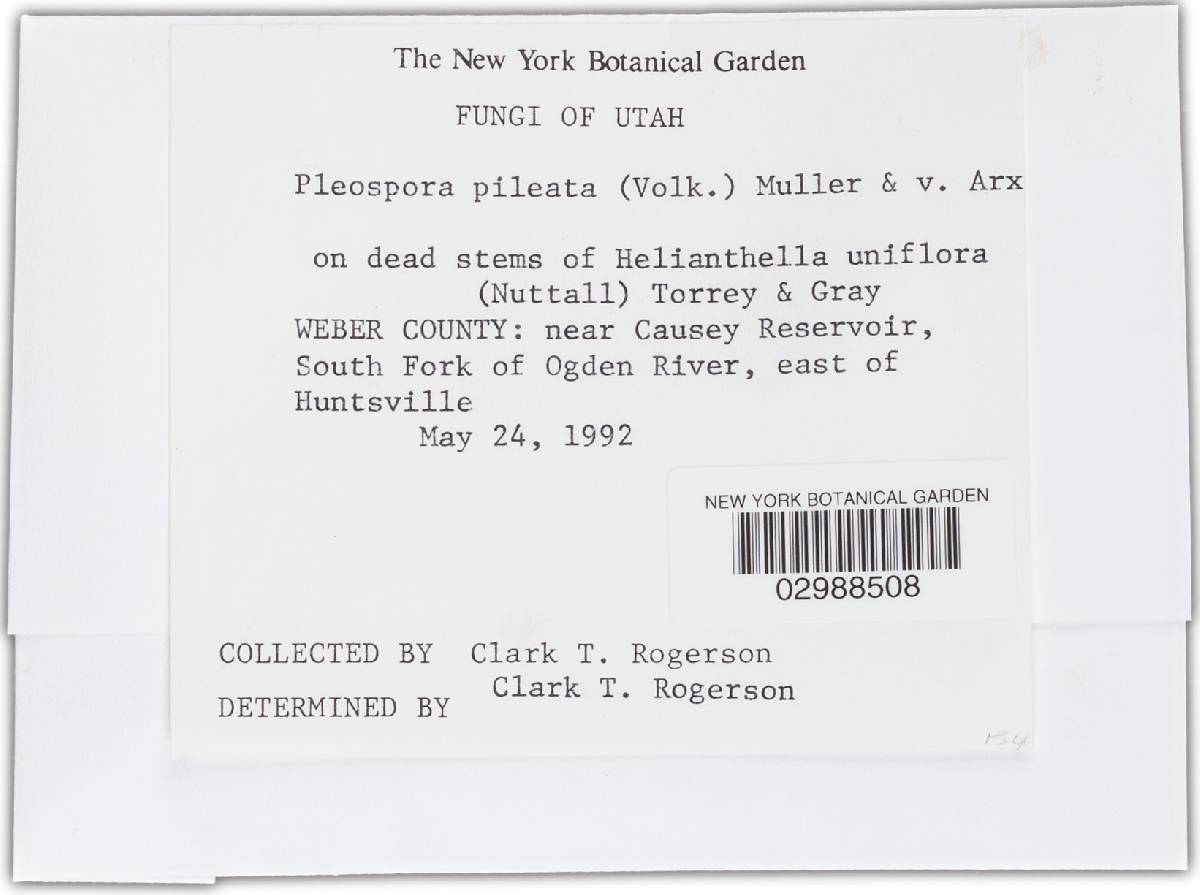 The New York Botanical Garden
FUNGI OF UTAH
Pleospora pileata (Volk.) Muller & v. Arx
on dead stems of Helianthella uniflora
(Nuttall) Torrey & Gray
WEBER COUNTY: near Causey Reservoir,
South Fork of Ogden River, east of
Huntsville
May 24, 1992
NEW YORK BOTANICAL GARDEN
02988508
COLLECTED BY Clark T. Rogerson
Clark T. Rogerson
DETERMINED BY